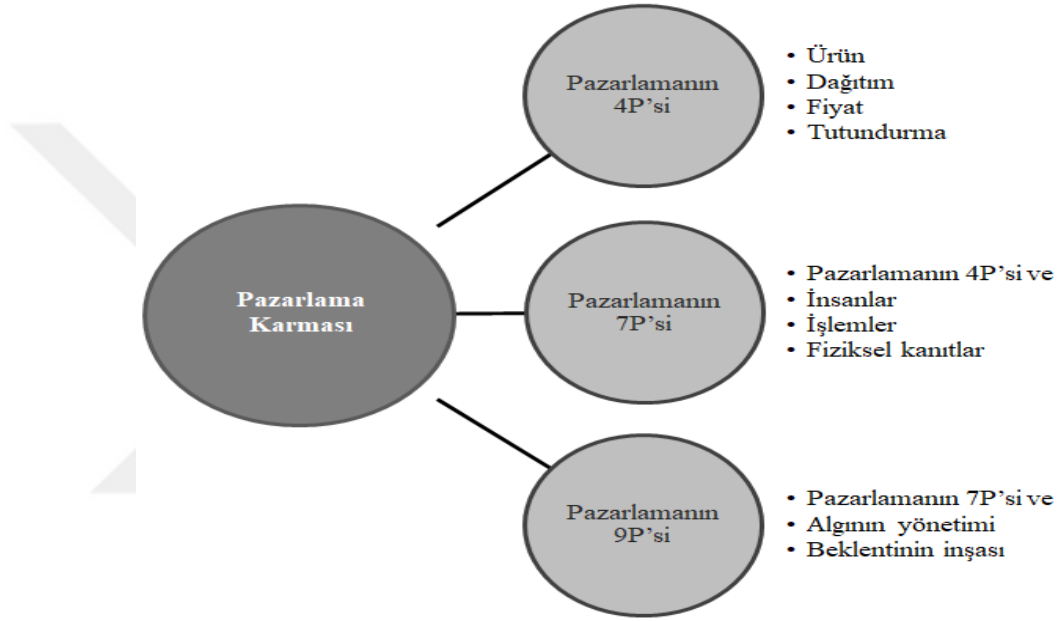 Pazarlama
Karması
Pazarlamanın
4P'si
• Ürün
• Dağıtım
• Fiyat
• Tutundurma
Pazarlamanın
7P'si
• Pazarlamanın 4P'si ve
• İnsanlar
• İşlemler
• Fiziksel kanıtlar
Pazarlamanın
9P'si
• Pazarlamanın 7P'si ve
• Algının yönetimi
• Beklentinin inşası